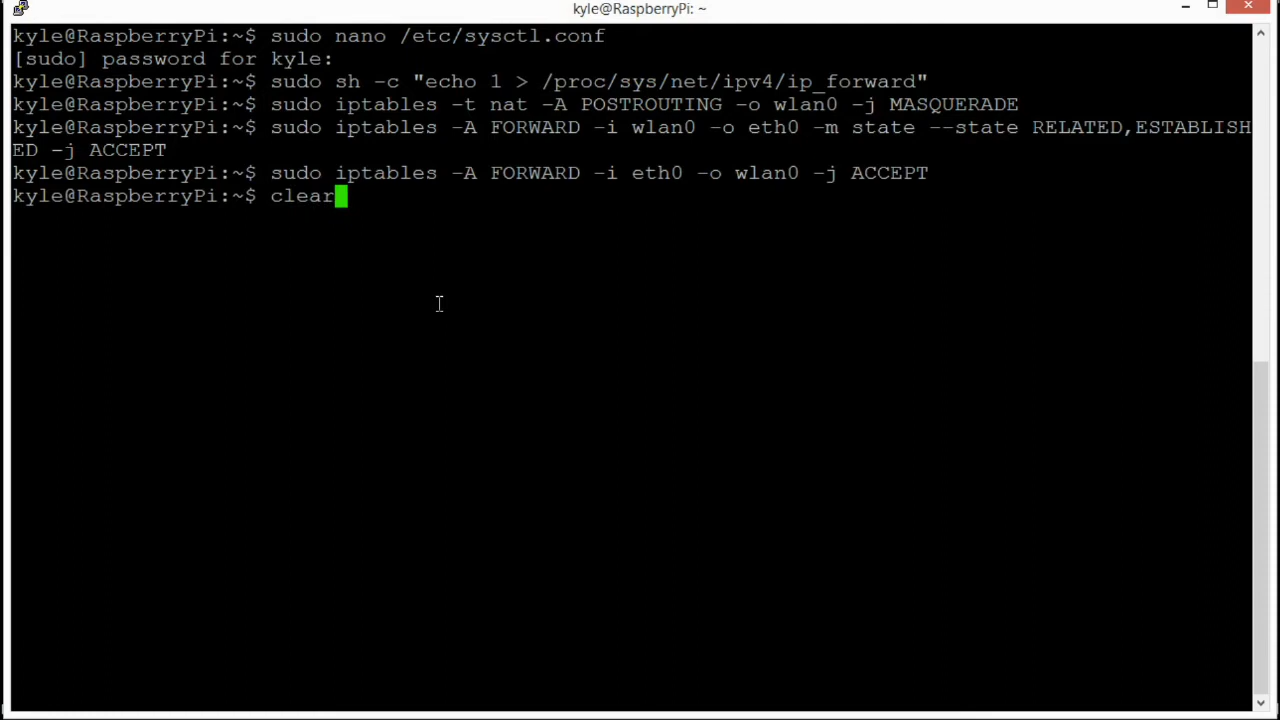 kyle@RaspberryPi: ~
kyle@RaspberryPi:~$ sudo nano /etc/sysctl.conf
[sudo] password for kyle:
kyle@RaspberryPi:~$ sudo sh -c "echo 1 > /proc/sys/net/ipv4/ip_forward"
kyle@RaspberryPi:~$ sudo iptables -t nat -A POSTROUTING -o wlan0 -j MASQUERADE
kyle@RaspberryPi:~$ sudo iptables -A FORWARD -i wlan0 -o eth0 -m state --state RELATED,ESTABLISH
ED -j ACCEPT
kyle@RaspberryPi:~$ sudo iptables -A FORWARD -i eth0 -o wlan0 -j ACCEPT
kyle@RaspberryPi:~$ clear